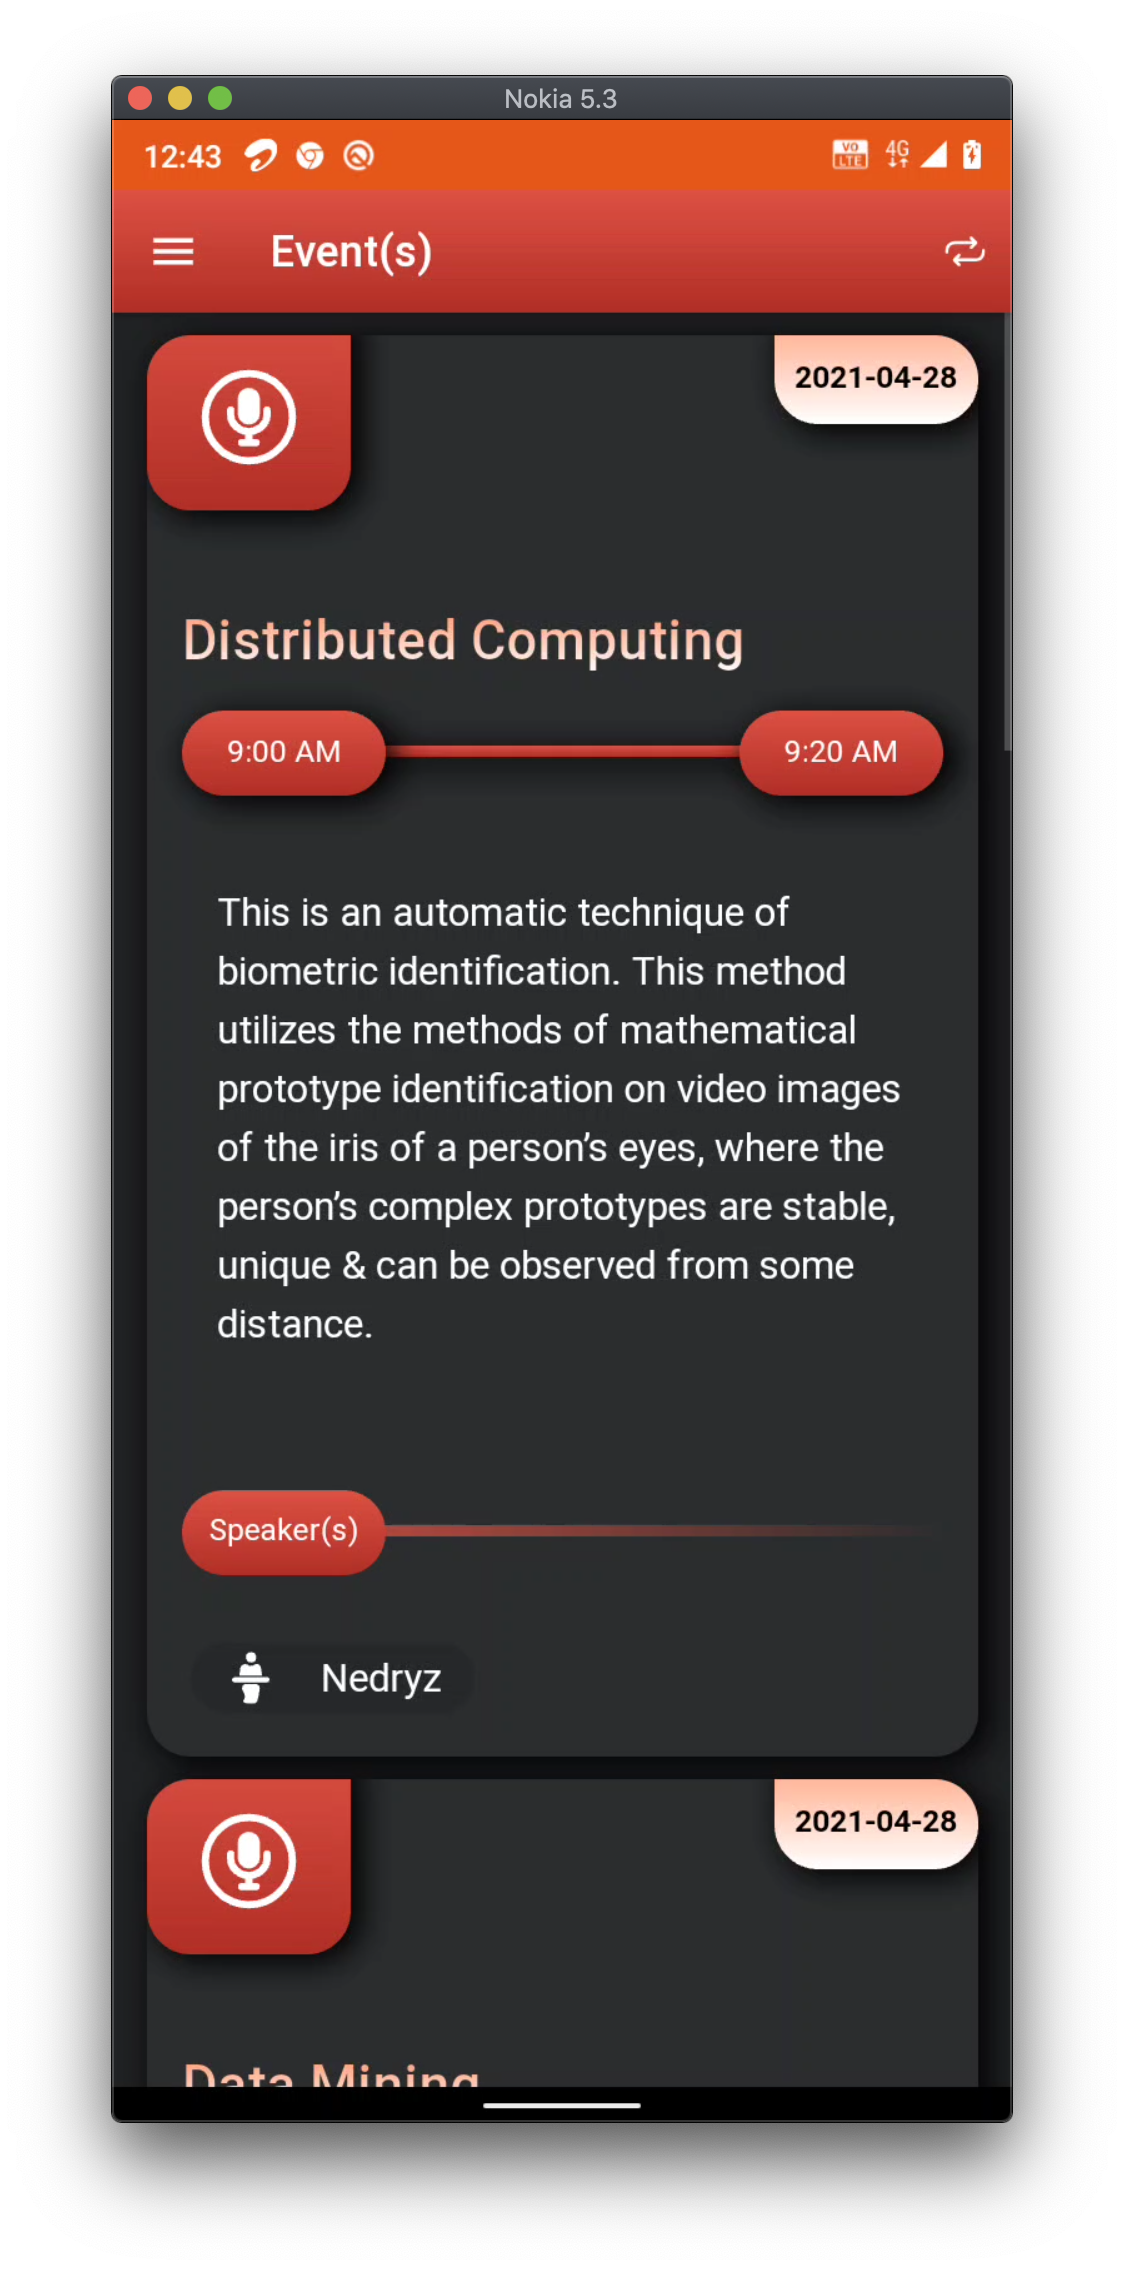 Nokia 5.3
12:43
VO
LTE
4G
Event(s)
2021-04-28
Distributed Computing
9:00 AM
9:20 AM
This is an automatic technique of
biometric identification. This method
utilizes the methods of mathematical
prototype identification on video images
of the iris of a person’s eyes, where the
person’s complex prototypes are stable,
unique & can be observed from some
distance.
Speaker(s)
Nedryz
2021-04-28
Data Mining